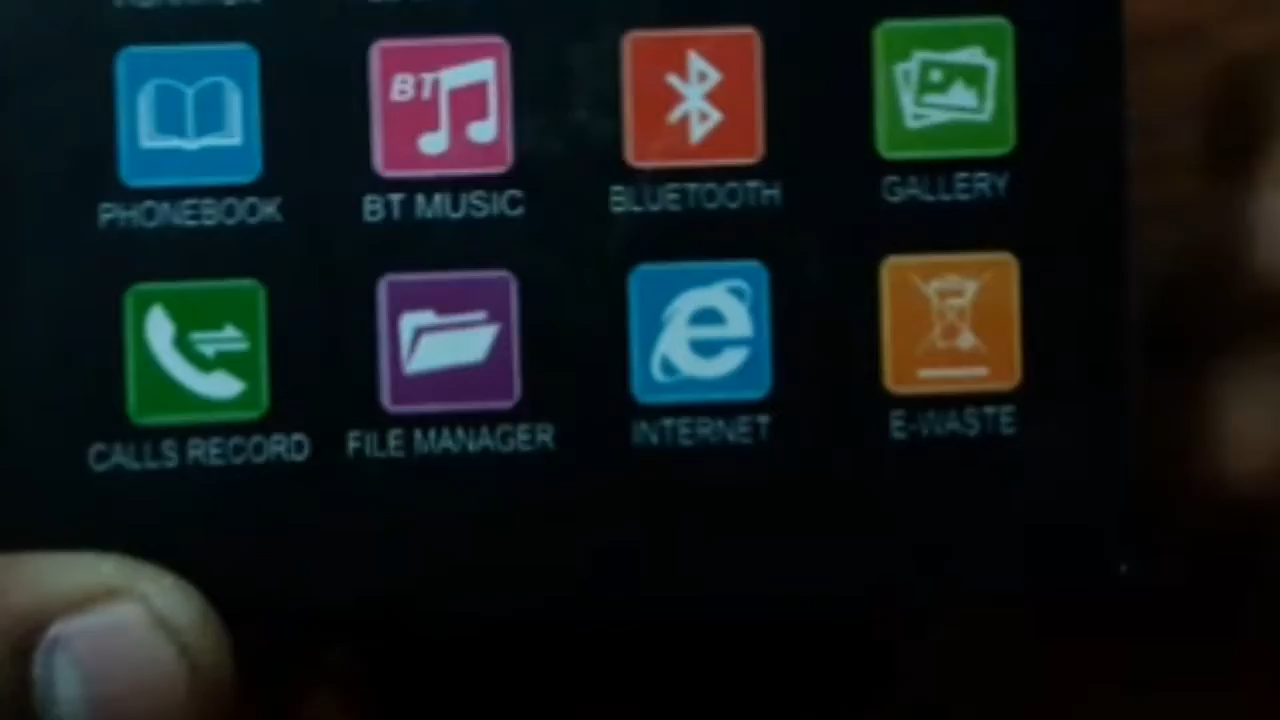 BT
PHONEBOOK BT MUSIC BLUETOOTH GALLERY
CALLS RECORD FILE MANAGER INTERNET E-WASTE